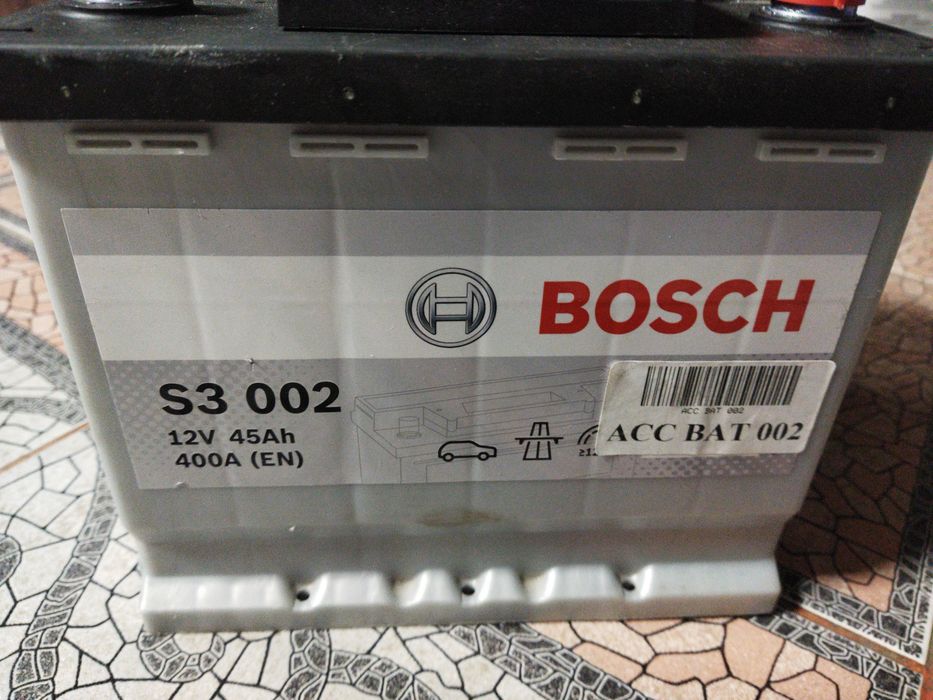 BOSCH
S3 002
12V 45Ah
400A (EN)
ACC BAT 002
ACC BAT 002